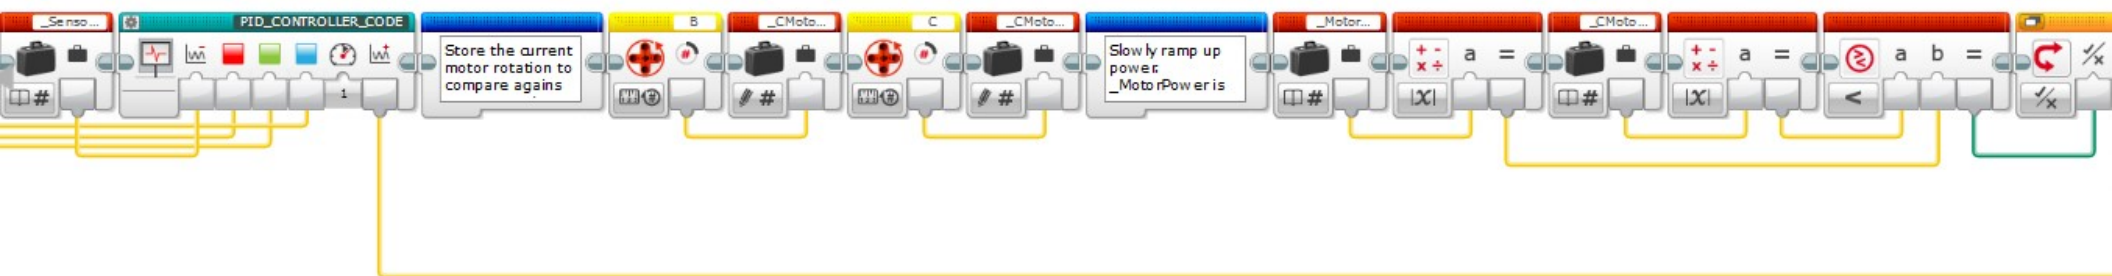 _Senso...
PID_CONTROLLER_CODE
B
_CMoto...
C
_CMoto...
_Motor...
_CMoto...
Store the current
motor rotation to
compare agains
Slowly ramp up
power.
_MotorPower is
a =
a =
a b =
#
1
#
#
#
|X|
#
|X|
<